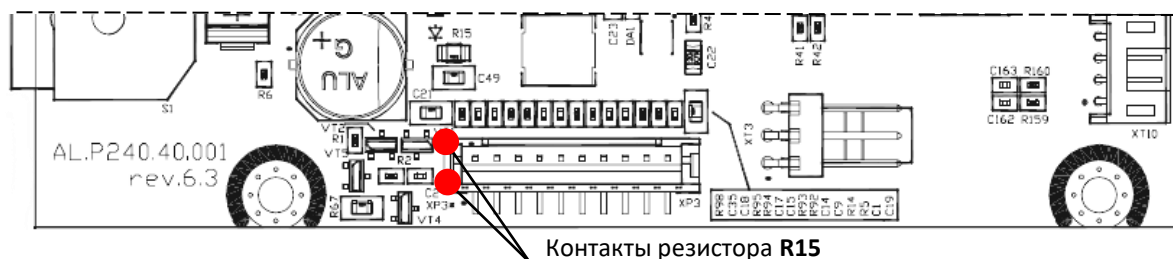 R15
C23
DA1
R4
C22
R41
R42
C49
R6
ALU
G+
S1
C21
C163 R160
C162 R159
XT10
VT2
R1
VT5
R2
XT3
AL.P240.40.001
rev.6.3
R67
VT4
XP3
XP3
R98
C35
C18
R95
R94
C17
C15
R93
R92
C14
C9
R14
R5
C1
C19
Контакты резистора R15